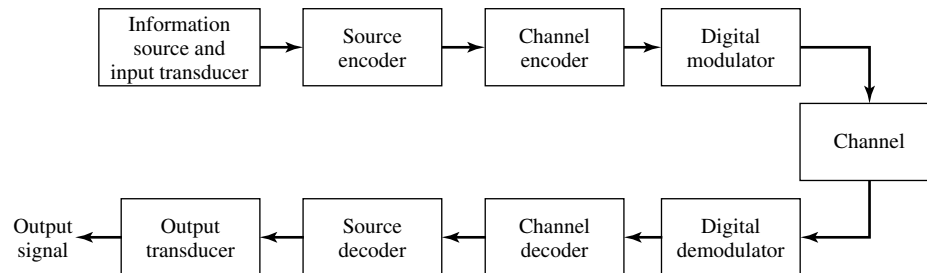 Information
source and
input transducer
Source
encoder
Channel
encoder
Digital
modulator
Channel
Output
signal
Output
transducer
Source
decoder
Channel
decoder
Digital
demodulator